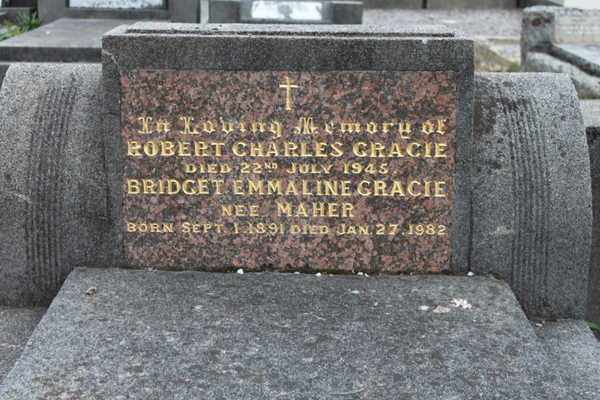 In Loving Memory of
ROBERT CHARLES GRACIE
DIED 22ND JULY 1945
BRIDGET EMMALINE GRACIE
NEE MAHER
BORN SEPT. 1. 1891 DIED JAN. 27. 1982